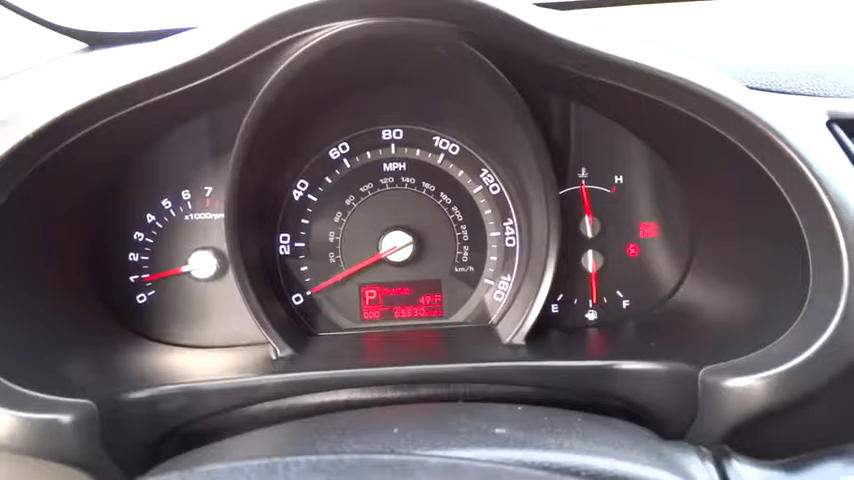 0 1 2 3 4 5 6 7
x1000rpm
0 20 40 60 80 100 120 140 160
MPH
20 40 60 80 100 120 140 160 180 200 220 240
km/h
P
49°F
ODO 65830
H
E F